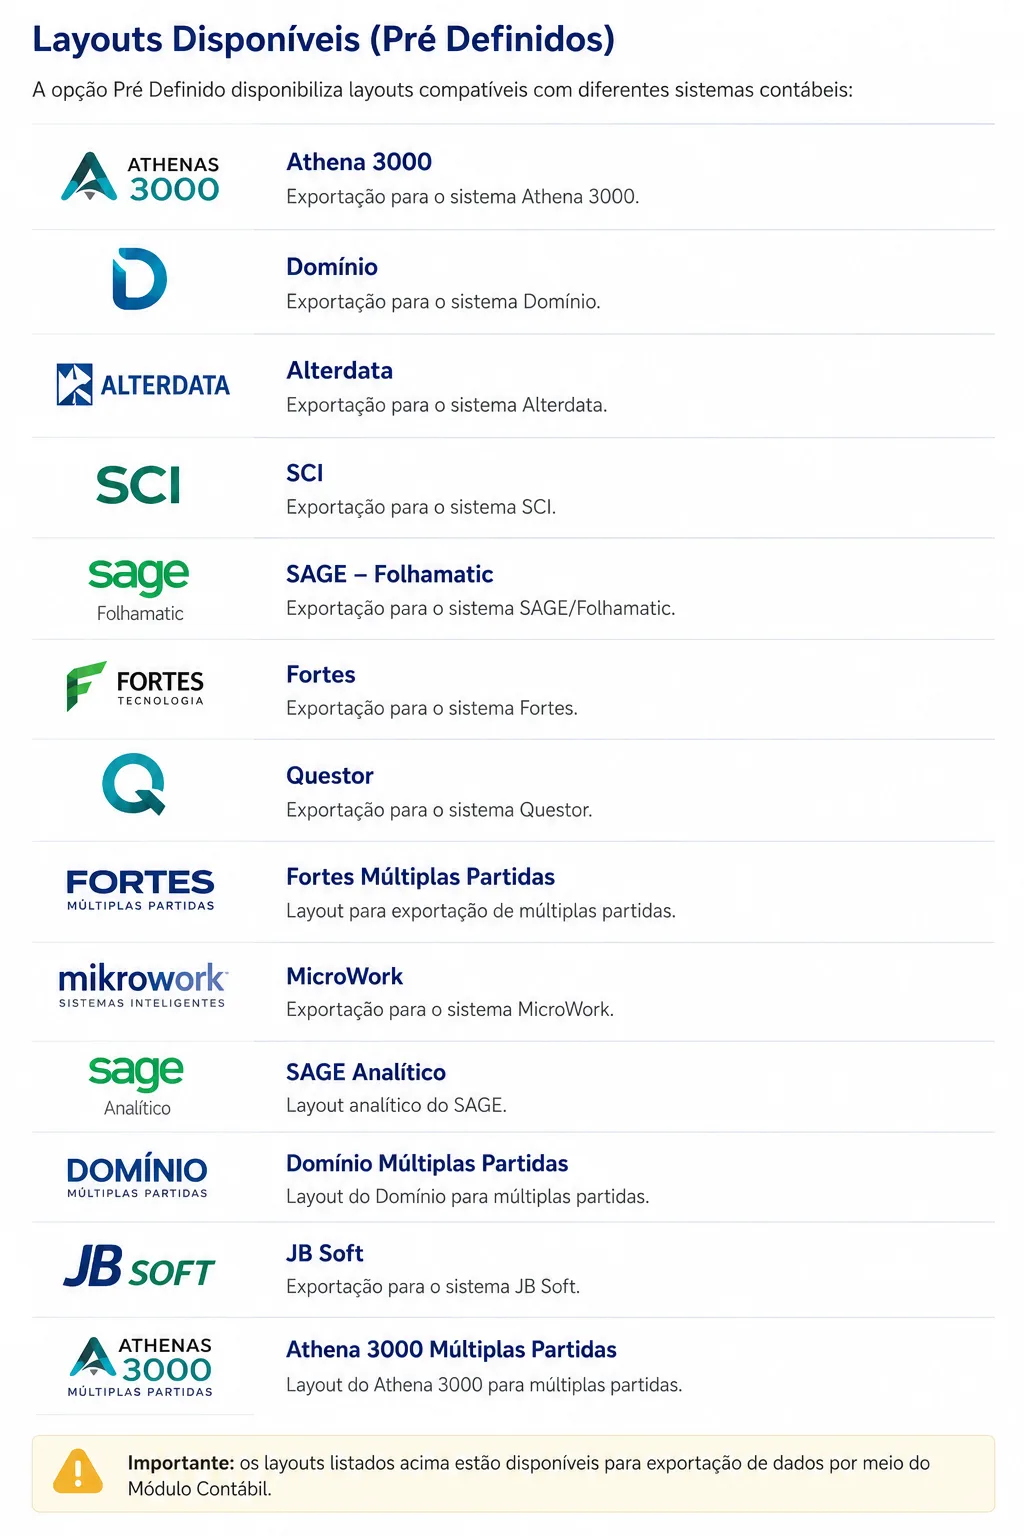 Layouts Disponíveis (Pré Definidos)
A opção Pré Definido disponibiliza layouts compatíveis com diferentes sistemas contábeis:
ATHENAS
3000
Athena 3000
Exportação para o sistema Athena 3000.
D
Domínio
Exportação para o sistema Domínio.
ALTERDATA
Alterdata
Exportação para o sistema Alterdata.
SCI
SCI
Exportação para o sistema SCI.
sage
Folhamatic
SAGE – Folhamatic
Exportação para o sistema SAGE/Folhamatic.
FORTES
TECNOLOGIA
Fortes
Exportação para o sistema Fortes.
Q
Questor
Exportação para o sistema Questor.
FORTES
MÚLTIPLAS PARTIDAS
Fortes Múltiplas Partidas
Layout para exportação de múltiplas partidas.
mikrowork
SISTEMAS INTELIGENTES
MicroWork
Exportação para o sistema MicroWork.
sage
Analítico
SAGE Analítico
Layout analítico do SAGE.
DOMÍNIO
MÚLTIPLAS PARTIDAS
Domínio Múltiplas Partidas
Layout do Domínio para múltiplas partidas.
JB SOFT
JB Soft
Exportação para o sistema JB Soft.
ATHENAS
3000
MÚLTIPLAS PARTIDAS
Athena 3000 Múltiplas Partidas
Layout do Athena 3000 para múltiplas partidas.
Importante: os layouts listados acima estão disponíveis para exportação de dados por meio do
Módulo Contábil.